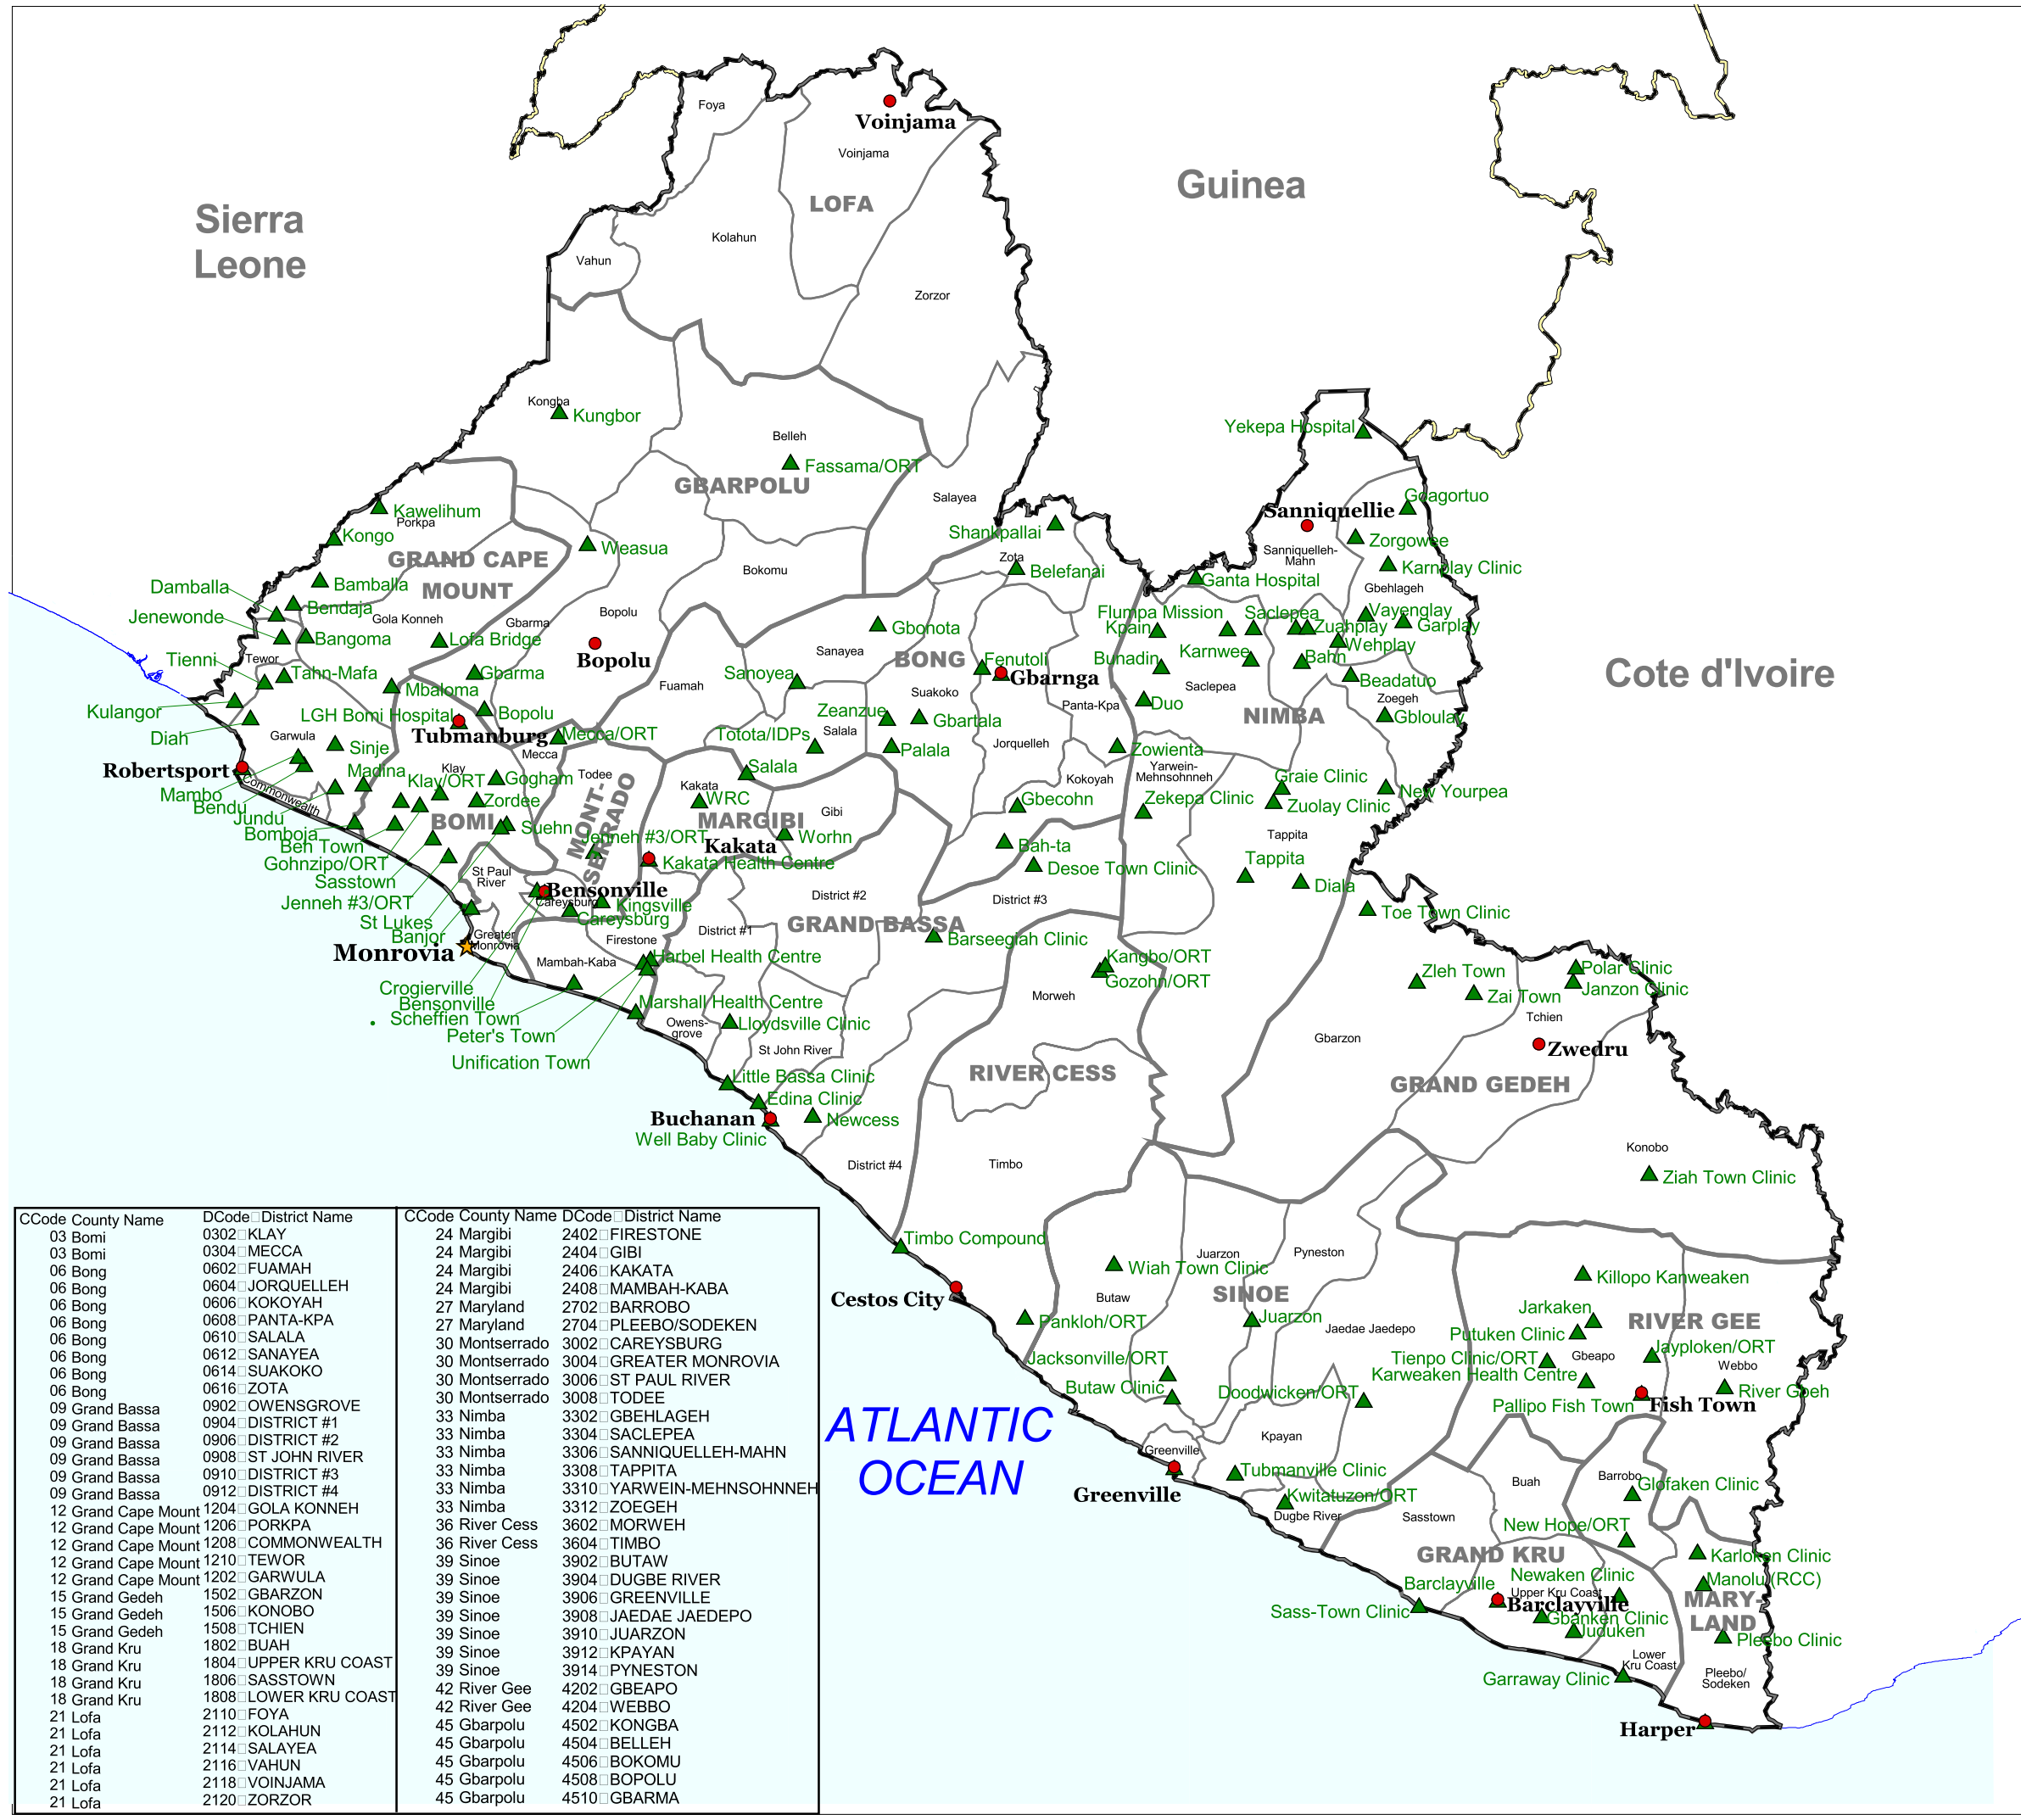 Sierra
Leone
Guinea
Cote d'Ivoire
ATLANTIC
OCEAN
Foya
Voinjama
Voinjama
LOFA
Kolahun
Vahun
Zorzor
Kongba
Kungbor
Belleh
Fassama/ORT
GBARPOLU
Salayea
Yekepa Hospital
Kawelihum
Porkpa
Kongo
GRAND CAPE
MOUNT
Weasua
Bokomu
Bopolu
Gbarma
Bopolu
Damballa
Bamballa
Jenewonde
Bendaja
Gola Konneh
Bangoma
Lofa Bridge
Tienni
Tewor
Tahn-Mafa
Gbarma
Mbaloma
Kulangor
LGH Bomi Hospital
Bopolu
Diah
Garwula
Tubmanburg
Mecca/ORT
Mecca
Sinje
Robertsport
Madina
Klay
Klay/ORT
Gogham
Todee
Mambo
Commonwealth
Bendu
Zordee
Jundu
BOMI
Suehn
Bomboja
Beh Town
Gohnzipo/ORT
Sasstown
Jenneh #3/ORT
St Lukes
Banjor
Monrovia
St Paul
River
Greater
Monrovia
MONT-
SERRADO
Jenneh #3/ORT
Bensonville
Careysburg
Kingsville
Careysburg
Crogierville
Bensonville
Scheffien Town
Peter's Town
Unification Town
Mambah-Kaba
Firestone
Harbel Health Centre
Marshall Health Centre
Shankpallai
Zota
Belefanai
Gbonota
Sanayea
BONG
Fenutoli
Gbarnga
Sanoyea
Fuamah
Suakoko
Panta-Kpa
Zeanzue
Gbartala
Totota/IDPs
Salala
Palala
Jorquelleh
Zowienta
Salala
Kokoyah
Kakata
WRC
Gibi
MARGIBI
Gbecohn
Kakata
Worhn
Kakata Health Centre
Bah-ta
Desoe Town Clinic
District #2
District #3
GRAND BASSA
District #1
Barseegiah Clinic
Kangbo/ORT
Gozohn/ORT
Morweh
Owens-
grove
Lloydsville Clinic
St John River
RIVER CESS
Little Bassa Clinic
Edina Clinic
Buchanan
Newcess
Well Baby Clinic
District #4
Timbo
Timbo Compound
Cestos City
Gdagortuo
Sanniquellie
Zorgowee
Sanniquelleh-
Mahn
Karnplay Clinic
Ganta Hospital
Gbehlageh
Flumpa Mission
Saclepea
Vayenglay
Kpain
Zuahplay
Garplay
Wehplay
Karnwee
Bunadin
Bahn
Beadatuo
Saclepea
Zoegeh
Duo
NIMBA
Gbloulay
Yarwein-
Mehnsohnneh
Graie Clinic
New Yourpea
Zekepa Clinic
Zuolay Clinic
Tappita
Tappita
Diala
Toe Town Clinic
Zleh Town
Polar Clinic
Zai Town
Janzon Clinic
Tchien
Gbarzon
Zwedru
GRAND GEDEH
Konobo
Ziah Town Clinic
Juarzon
Pyneston
Wiah Town Clinic
Butaw
SINOE
Pankloh/ORT
Juarzon
Jaedae Jaedepo
Jacksonville/ORT
Butaw Clinic
Doodwicken/ORT
Kpayan
Greenville
Tubmanville Clinic
Greenville
Kwitatuzon/ORT
Dugbe River
Killopo Kanweaken
Jarkaken
RIVER GEE
Putuken Clinic
Jayploken/ORT
Tienpo Clinic/ORT
Gbeapo
Webbo
Karweaken Health Centre
River Gbeh
Pallipo Fish Town
Fish Town
Buah
Barrobo
Glofaken Clinic
Sasstown
New Hope/ORT
GRAND KRU
Karloken Clinic
Newaken Clinic
Manolu (RCC)
Barclayville
Upper Kru Coast
MARY-
LAND
Sass-Town Clinic
Barclayville
Gbanken Clinic
Juduken
Pleebo Clinic
Lower
Kru Coast
Garraway Clinic
Pleebo/
Sodeken
Harper
CCode County Name DCode District Name
03 Bomi 0302 KLAY
03 Bomi 0304 MECCA
06 Bong 0602 FUAMAH
06 Bong 0604 JORQUELLEH
06 Bong 0606 KOKOYAH
06 Bong 0608 PANTA-KPA
06 Bong 0610 SALALA
06 Bong 0612 SANAYEA
06 Bong 0614 SUAKOKO
06 Bong 0616 ZOTA
09 Grand Bassa 0902 OWENSGROVE
09 Grand Bassa 0904 DISTRICT #1
09 Grand Bassa 0906 DISTRICT #2
09 Grand Bassa 0908 ST JOHN RIVER
09 Grand Bassa 0910 DISTRICT #3
09 Grand Bassa 0912 DISTRICT #4
12 Grand Cape Mount 1204 GOLA KONNEH
12 Grand Cape Mount 1206 PORKPA
12 Grand Cape Mount 1208 COMMONWEALTH
12 Grand Cape Mount 1210 TEWOR
12 Grand Cape Mount 1202 GARWULA
15 Grand Gedeh 1502 GBARZON
15 Grand Gedeh 1506 KONOBO
15 Grand Gedeh 1508 TCHIEN
18 Grand Kru 1802 BUAH
18 Grand Kru 1804 UPPER KRU COAST
18 Grand Kru 1806 SASSTOWN
18 Grand Kru 1808 LOWER KRU COAST
21 Lofa 2110 FOYA
21 Lofa 2112 KOLAHUN
21 Lofa 2114 SALAYEA
21 Lofa 2116 VAHUN
21 Lofa 2118 VOINJAMA
21 Lofa 2120 ZORZOR
CCode County Name DCode District Name
24 Margibi 2402 FIRESTONE
24 Margibi 2404 GIBI
24 Margibi 2406 KAKATA
24 Margibi 2408 MAMBAH-KABA
27 Maryland 2702 BARROBO
27 Maryland 2704 PLEEBO/SODEKEN
30 Montserrado 3002 CAREYSBURG
30 Montserrado 3004 GREATER MONROVIA
30 Montserrado 3006 ST PAUL RIVER
30 Montserrado 3008 TODEE
33 Nimba 3302 GBEHLAGEH
33 Nimba 3304 SACLEPEA
33 Nimba 3306 SANNIQUELLEH-MAHN
33 Nimba 3308 TAPPITA
33 Nimba 3310 YARWEIN-MEHNSOHNNEH
33 Nimba 3312 ZOEGEH
36 River Cess 3602 MORWEH
36 River Cess 3604 TIMBO
39 Sinoe 3902 BUTAW
39 Sinoe 3904 DUGBE RIVER
39 Sinoe 3906 GREENVILLE
39 Sinoe 3908 JAEDAE JAEDEPO
39 Sinoe 3910 JUARZON
39 Sinoe 3912 KPAYAN
39 Sinoe 3914 PYNESTON
42 River Gee 4202 GBEAPO
42 River Gee 4204 WEBBO
45 Gbarpolu 4502 KONGBA
45 Gbarpolu 4504 BELLEH
45 Gbarpolu 4506 BOKOMU
45 Gbarpolu 4508 BOPOLU
45 Gbarpolu 4510 GBARMA